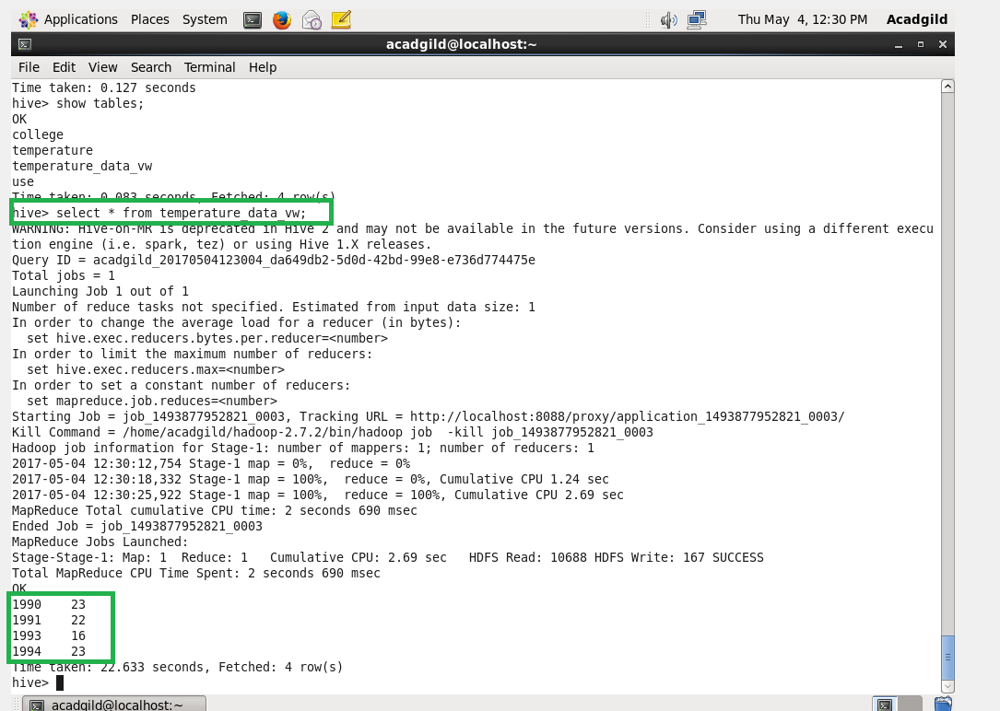 Applications Places System Thu May 4, 12:30 PM Acadgild
acadgild@localhost:~
File Edit View Search Terminal Help
Time taken: 0.127 seconds
hive> show tables;
OK
college
temperature
temperature_data_vw
use
Time taken: 0.083 seconds, Fetched: 4 row(s)
hive> select * from temperature_data_vw;
WARNING: Hive-on-MR is deprecated in Hive 2 and may not be available in the future versions. Consider using a different execu
tion engine (i.e. spark, tez) or using Hive 1.X releases.
Query ID = acadgild_20170504123004_da649db2-5d0d-42bd-99e8-e736d774475e
Total jobs = 1
Launching Job 1 out of 1
Number of reduce tasks not specified. Estimated from input data size: 1
In order to change the average load for a reducer (in bytes):
  set hive.exec.reducers.bytes.per.reducer=<number>
In order to limit the maximum number of reducers:
  set hive.exec.reducers.max=<number>
In order to set a constant number of reducers:
  set mapreduce.job.reduces=<number>
Starting Job = job_1493877952821_0003, Tracking URL = http://localhost:8088/proxy/application_1493877952821_0003/
Kill Command = /home/acadgild/hadoop-2.7.2/bin/hadoop job  -kill job_1493877952821_0003
Hadoop job information for Stage-1: number of mappers: 1; number of reducers: 1
2017-05-04 12:30:12,754 Stage-1 map = 0%,  reduce = 0%
2017-05-04 12:30:18,332 Stage-1 map = 100%,  reduce = 0%, Cumulative CPU 1.24 sec
2017-05-04 12:30:25,922 Stage-1 map = 100%,  reduce = 100%, Cumulative CPU 2.69 sec
MapReduce Total cumulative CPU time: 2 seconds 690 msec
Ended Job = job_1493877952821_0003
MapReduce Jobs Launched:
Stage-Stage-1: Map: 1  Reduce: 1   Cumulative CPU: 2.69 sec   HDFS Read: 10688 HDFS Write: 167 SUCCESS
Total MapReduce CPU Time Spent: 2 seconds 690 msec
OK
1990    23
1991    22
1993    16
1994    23
Time taken: 22.633 seconds, Fetched: 4 row(s)
hive>
acadgild@localhost:~